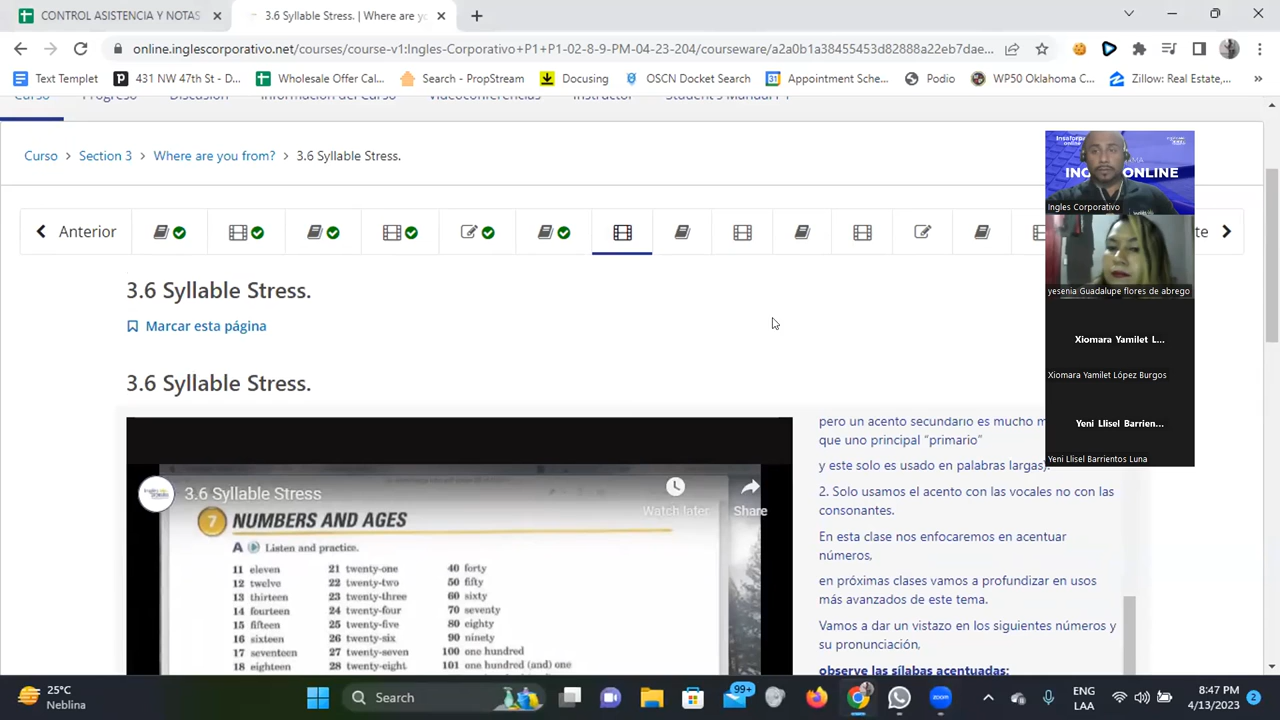 CONTROL ASISTENCIA Y NOTAS
3.6 Syllable Stress. | Where are yo
online.inglescorporativo.net/courses/course-v1:Ingles-Corporativo+P1+P1-02-8-9-PM-04-23-204/courseware/a2a0b1a38455453d82888a22eb7dae...
Text Templet
431 NW 47th St - D...
Wholesale Offer Cal...
Search - PropStream
Docusing
OSCN Docket Search
Appointment Sche...
Podio
WP50 Oklahoma C...
Zillow: Real Estate,...
Curso
Progreso
Discusión
Información del Curso
Videoconferencias
Instructor
Student's Manual P1
Curso > Section 3 > Where are you from? > 3.6 Syllable Stress.
Anterior
te
3.6 Syllable Stress.
Marcar esta página
3.6 Syllable Stress.
3.6 Syllable Stress
Watch later
Share
7 NUMBERS AND AGES
A Listen and practice.
11 eleven 21 twenty-one 40 forty
12 twelve 22 twenty-two 50 fifty
13 thirteen 23 twenty-three 60 sixty
14 fourteen 24 twenty-four 70 seventy
15 fifteen 25 twenty-five 80 eighty
16 sixteen 26 twenty-six 90 ninety
17 seventeen 27 twenty-seven 100 one hundred
18 eighteen 28 twenty-eight 101 one hundred (and) one
pero un acento secundario es mucho m
que uno principal “primario”
y este solo es usado en palabras largas).
2. Solo usamos el acento con las vocales no con las
consonantes.
En esta clase nos enfocaremos en acentuar
números,
en próximas clases vamos a profundizar en usos
más avanzados de este tema.
Vamos a dar un vistazo en los siguientes números y
su pronunciación,
observe las sílabas acentuadas:
ONLINE
Ingles Corporativo
yesenia Guadalupe flores de abrego
Xiomara Yamilet L...
Xiomara Yamilet López Burgos
Yeni Llisel Barrien...
Yeni Llisel Barrientos Luna
25°C
Neblina
Search
99+
zoom
ENG
LAA
8:47 PM
4/13/2023
2